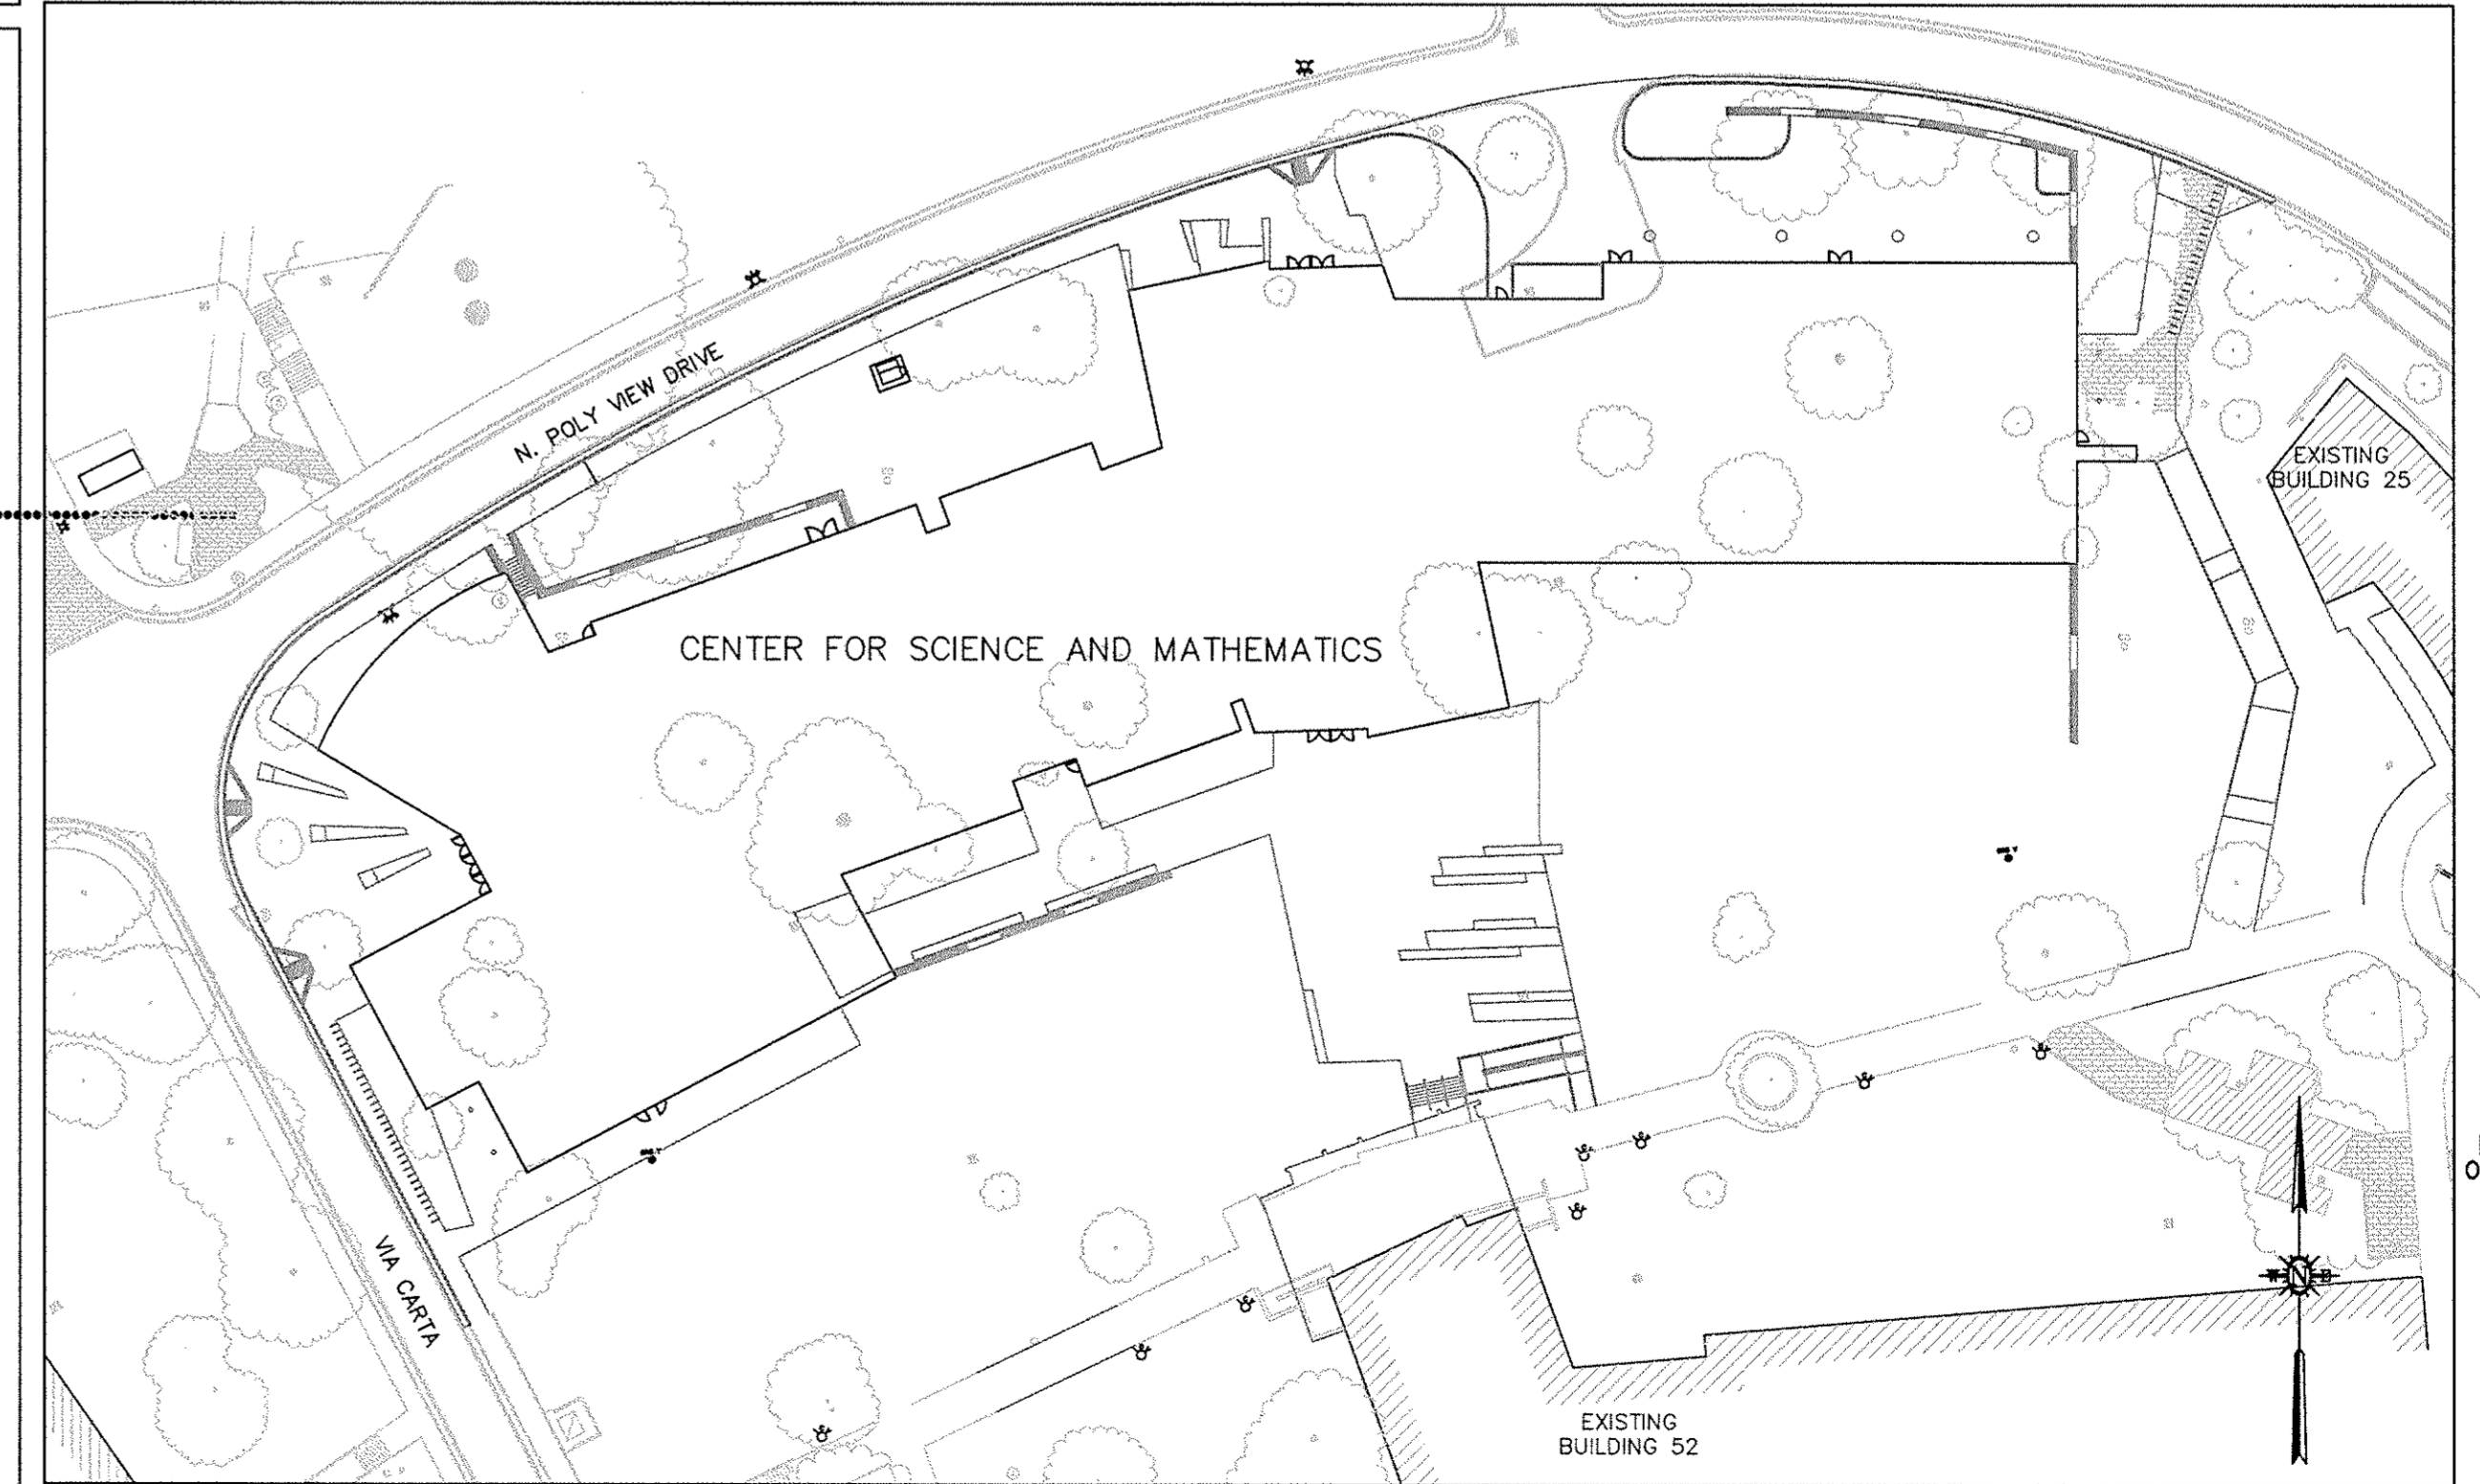 N. POLY VIEW DRIVE
EXISTING
BUILDING 25
CENTER FOR SCIENCE AND MATHEMATICS
VIA CARTA
N
EXISTING
BUILDING 52